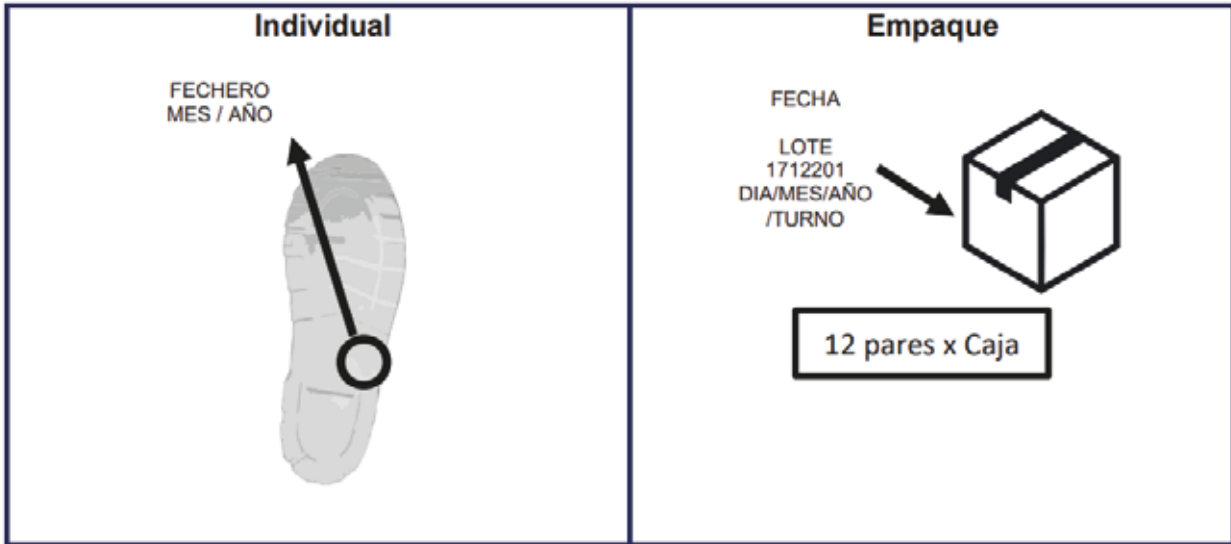 Individual
FECHERO
MES / AÑO
Empaque
FECHA
LOTE
1712201
DIA/MES/AÑO
/TURNO
12 pares x Caja